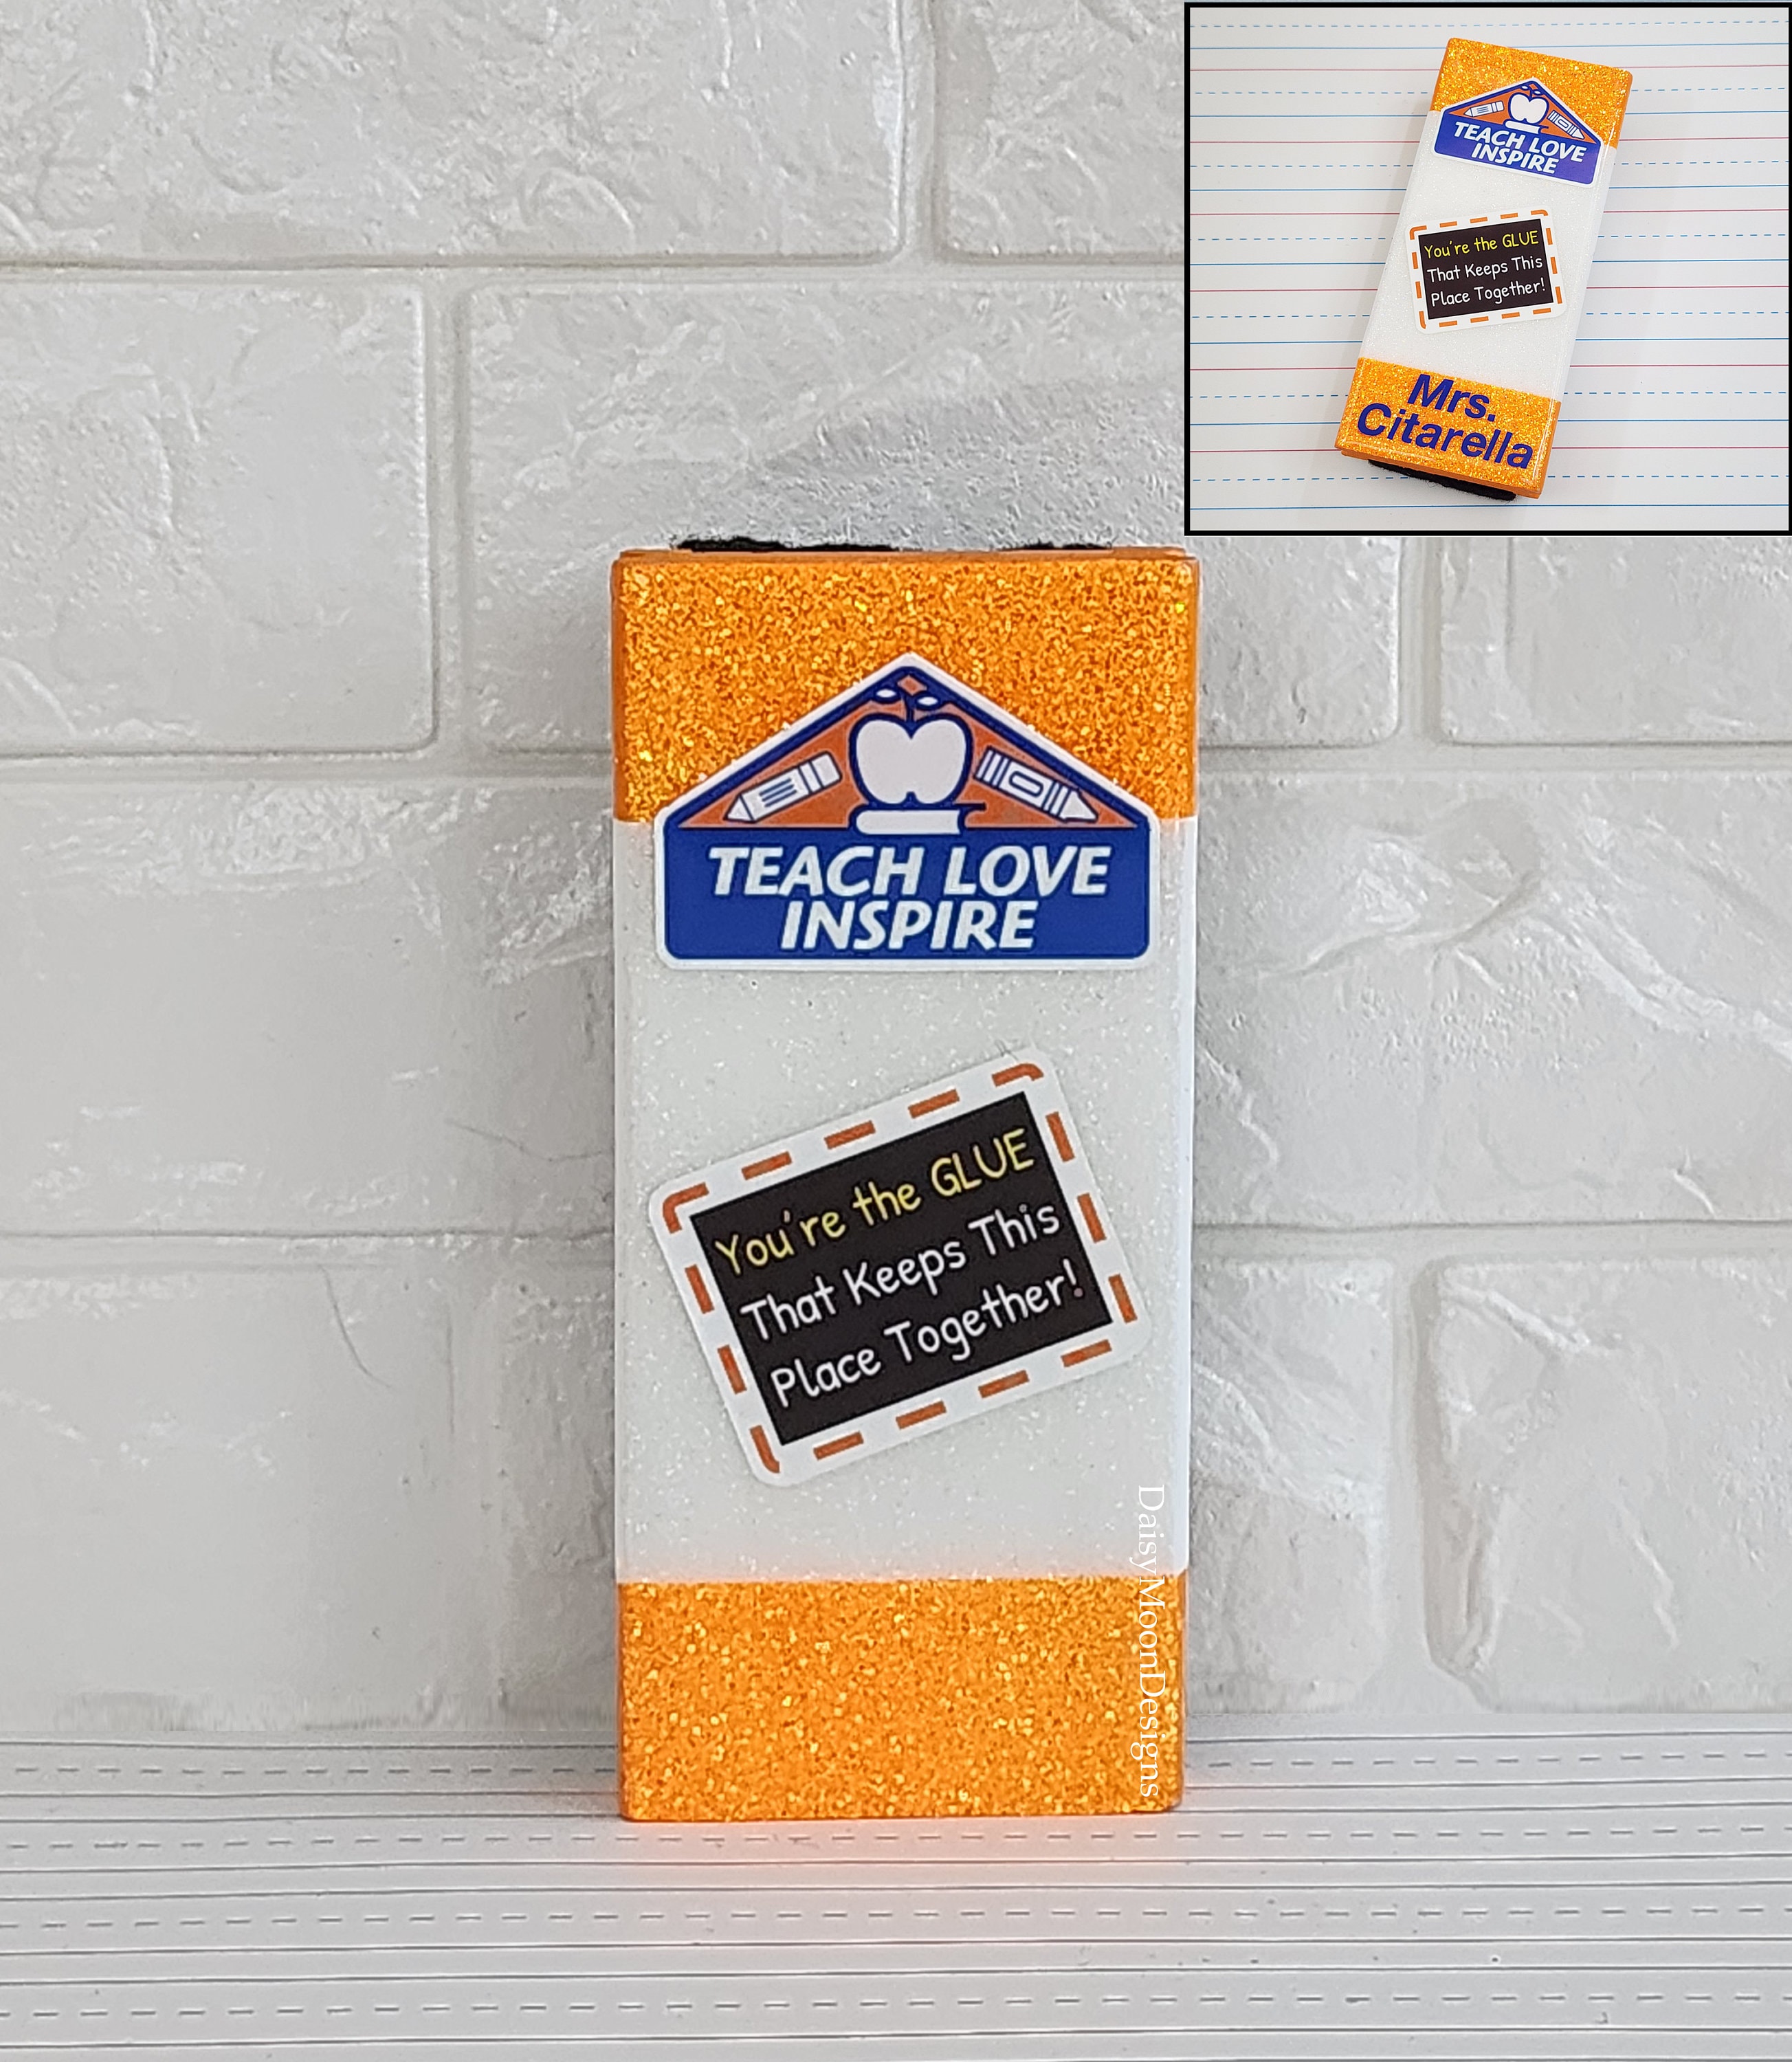 TEACH LOVE
INSPIRE
You're the GLUE
That Keeps This
Place Together!
Mrs.
Citarella
TEACH LOVE
INSPIRE
You're the GLUE
That Keeps This
Place Together!
DaisyMoonDesigns